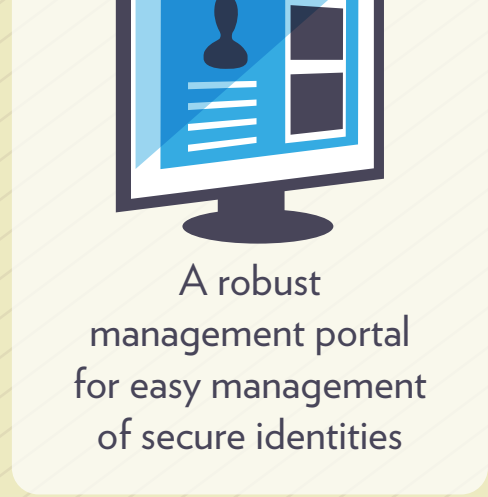 A robust
management portal
for easy management
of secure identities